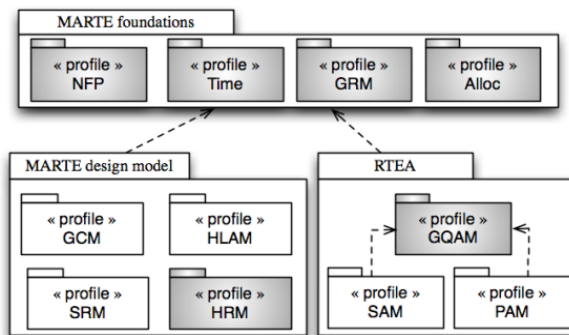 MARTE foundations
« profile »
NFP
« profile »
Time
« profile »
GRM
« profile »
Alloc
MARTE design model
« profile »
GCM
« profile »
HLAM
« profile »
SRM
« profile »
HRM
RTEA
« profile »
GQAM
« profile »
SAM
« profile »
PAM